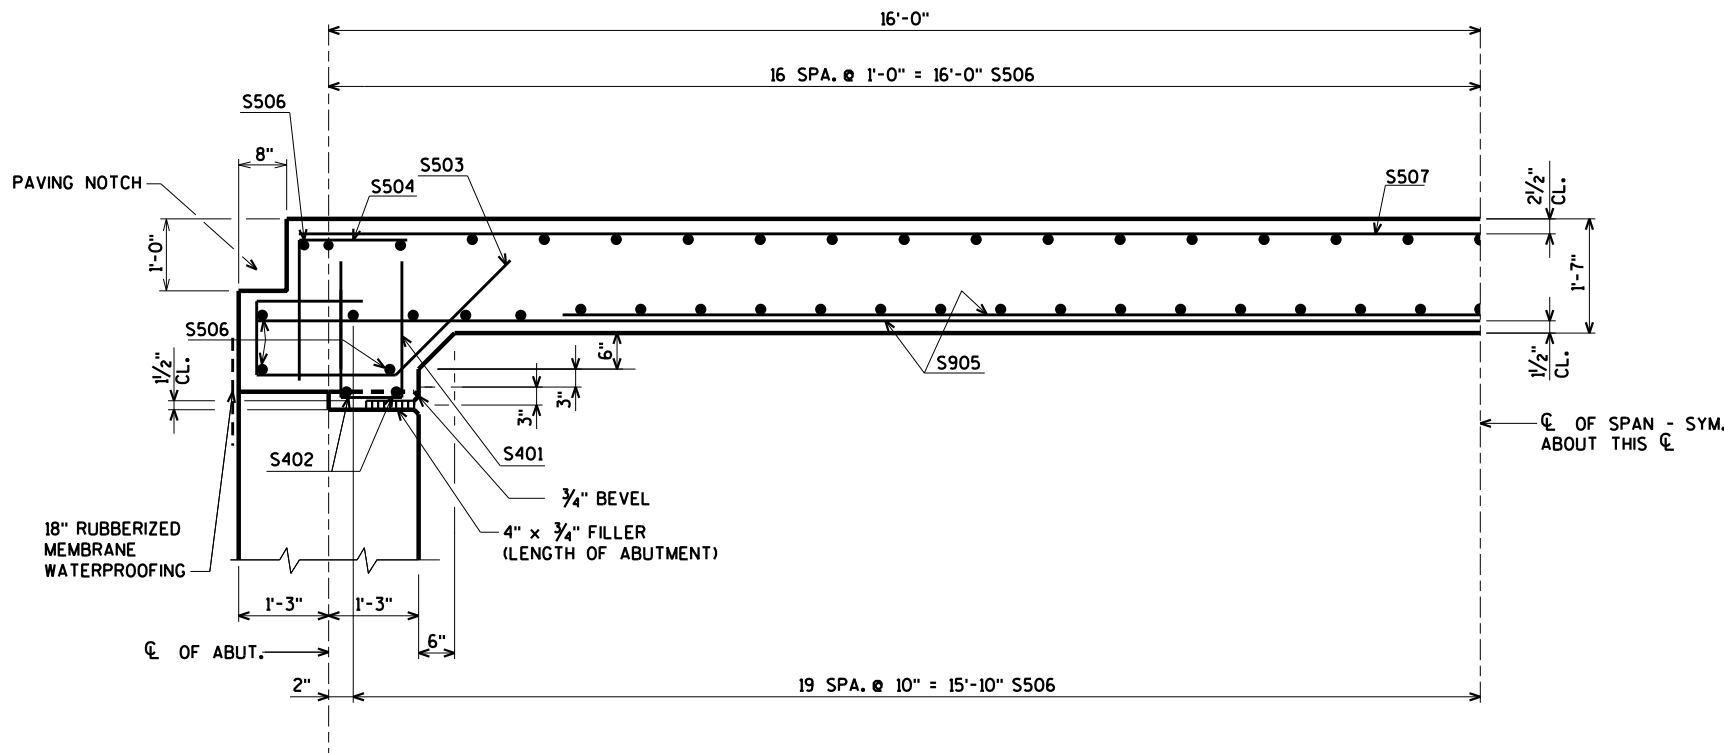 16'-0"
16 SPA. @ 1'-0" = 16'-0" S506
S506
8"
S503
PAVING NOTCH
S504
S507
2½" CL.
1'-0"
1'-7"
S506
1½" CL.
6"
S905
1½" CL.
3"
3"
℄ OF SPAN - SYM.
ABOUT THIS ℄
S402
S401
¾" BEVEL
18" RUBBERIZED
MEMBRANE
WATERPROOFING
4" x ¾" FILLER
(LENGTH OF ABUTMENT)
1'-3"
1'-3"
℄ OF ABUT.
6"
2"
19 SPA. @ 10" = 15'-10" S506